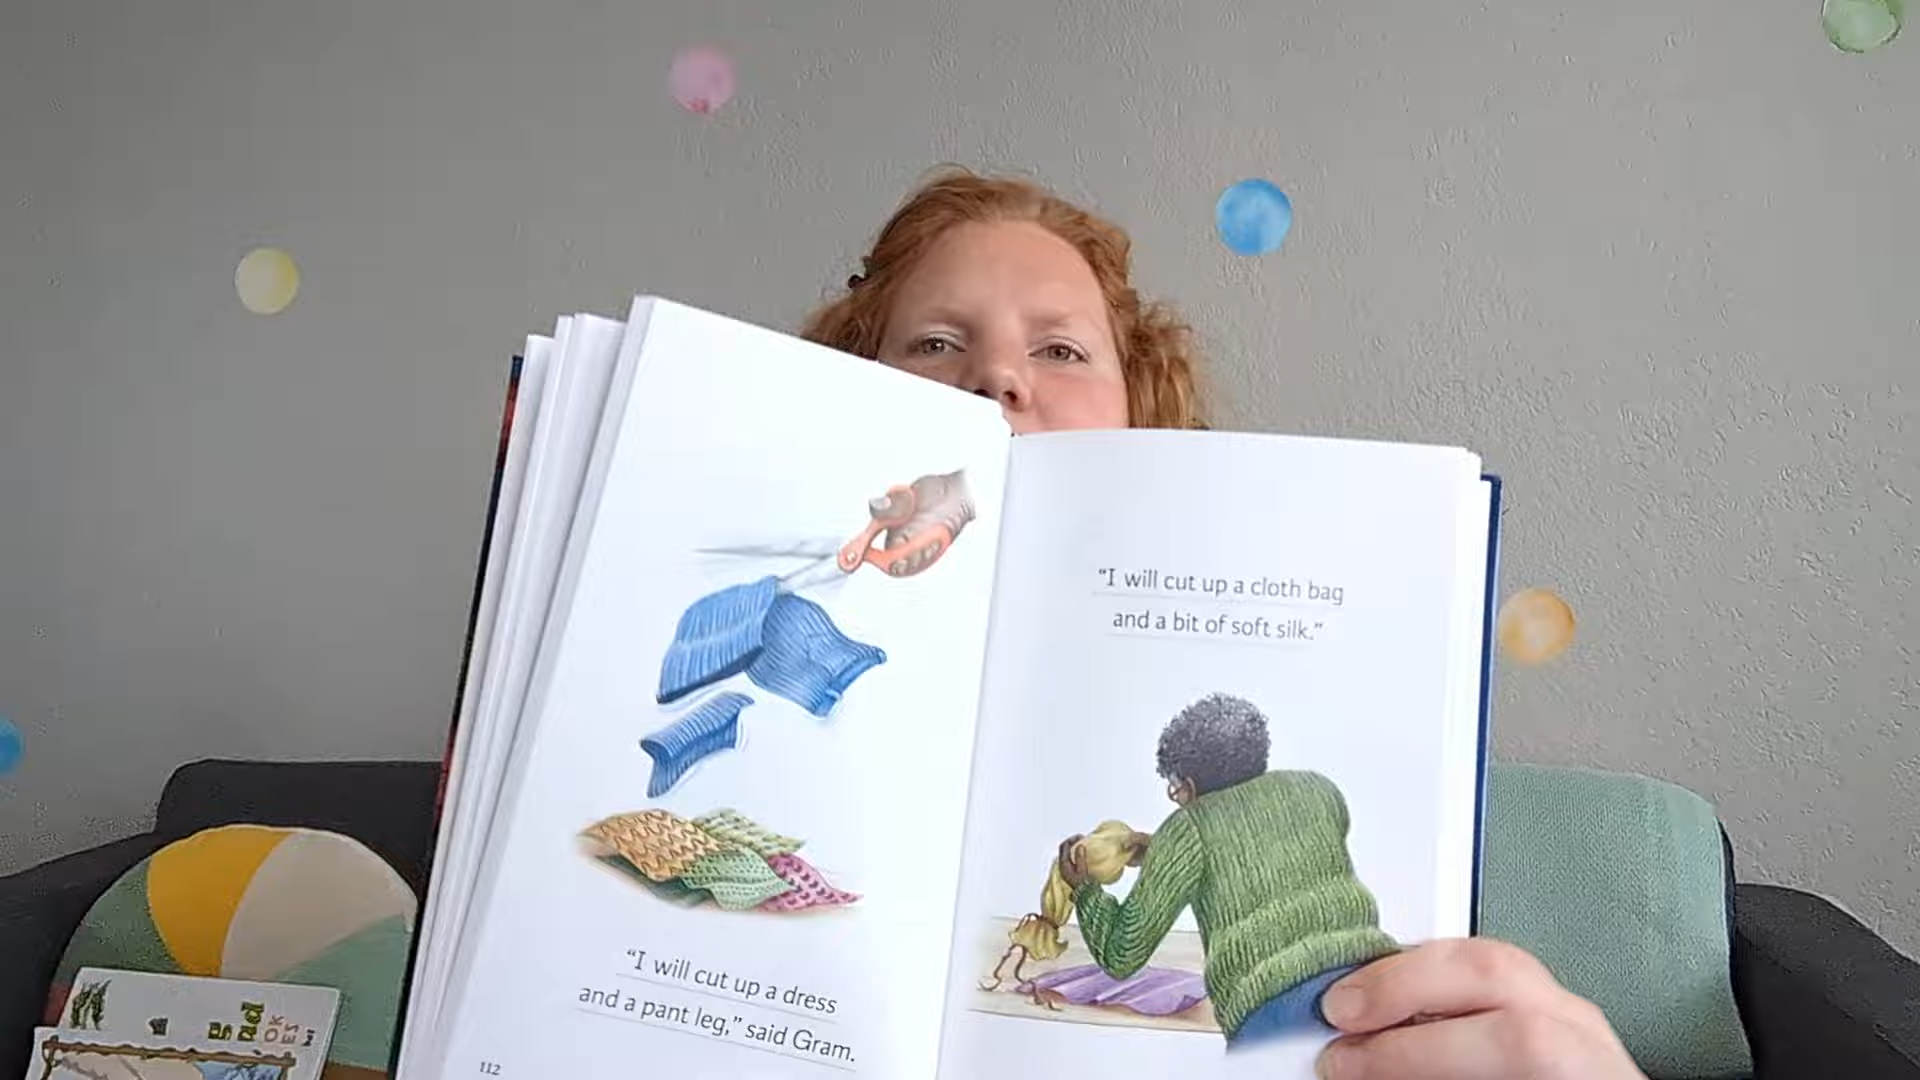 “I will cut up a dress
and a pant leg,” said Gram.
112
“I will cut up a cloth bag
and a bit of soft silk.”